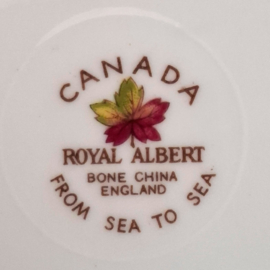 CANADA
ROYAL ALBERT
BONE CHINA
ENGLAND
FROM SEA TO SEA